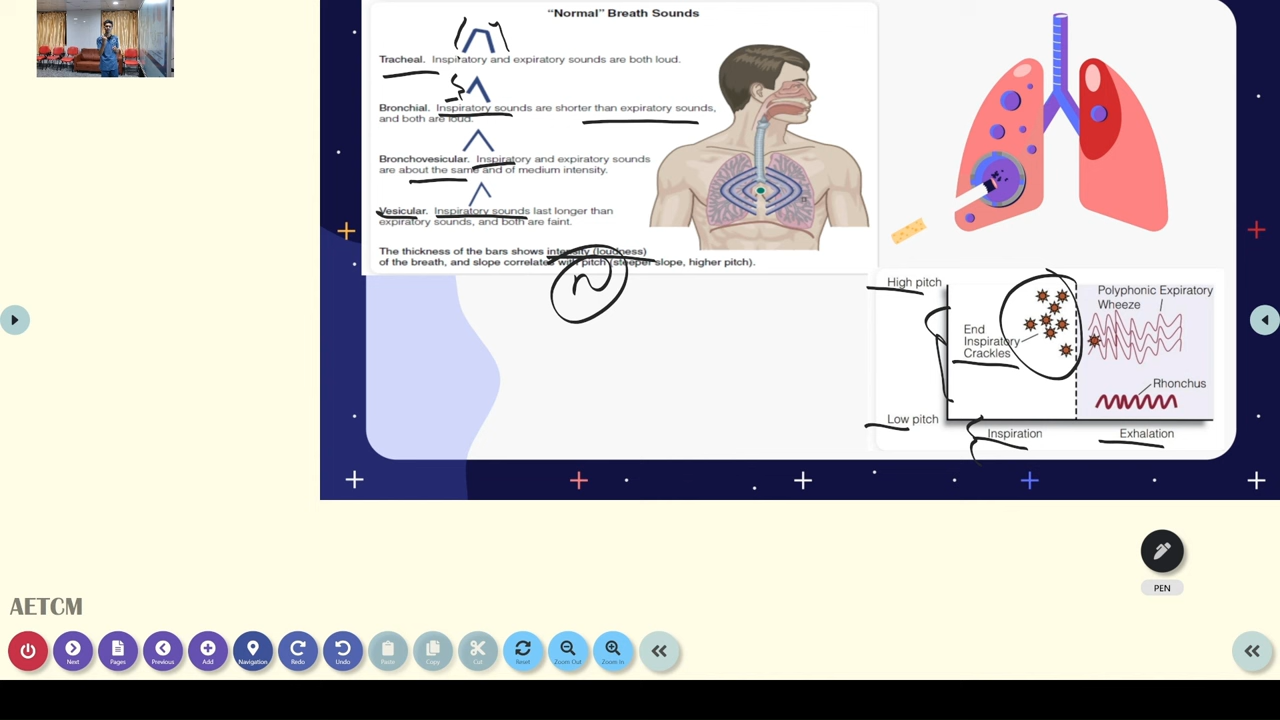 "Normal" Breath Sounds
Tracheal. Inspiratory and expiratory sounds are both loud.
Bronchial. Inspiratory sounds are shorter than expiratory sounds,
and both are loud.
Bronchovesicular. Inspiratory and expiratory sounds
are about the same and of medium intensity.
Vesicular. Inspiratory sounds last longer than
expiratory sounds, and both are faint.
The thickness of the bars shows intensity (loudness)
of the breath, and slope correlates with pitch (steeper slope, higher pitch).
N
High pitch
Polyphonic Expiratory
Wheeze
End
Inspiratory
Crackles
Rhonchus
Low pitch
Inspiration
Exhalation
PEN
AETCM
Next
Pages
Previous
Add
Navigation
Redo
Undo
Paste
Copy
Cut
Reset
Zoom Out
Zoom In